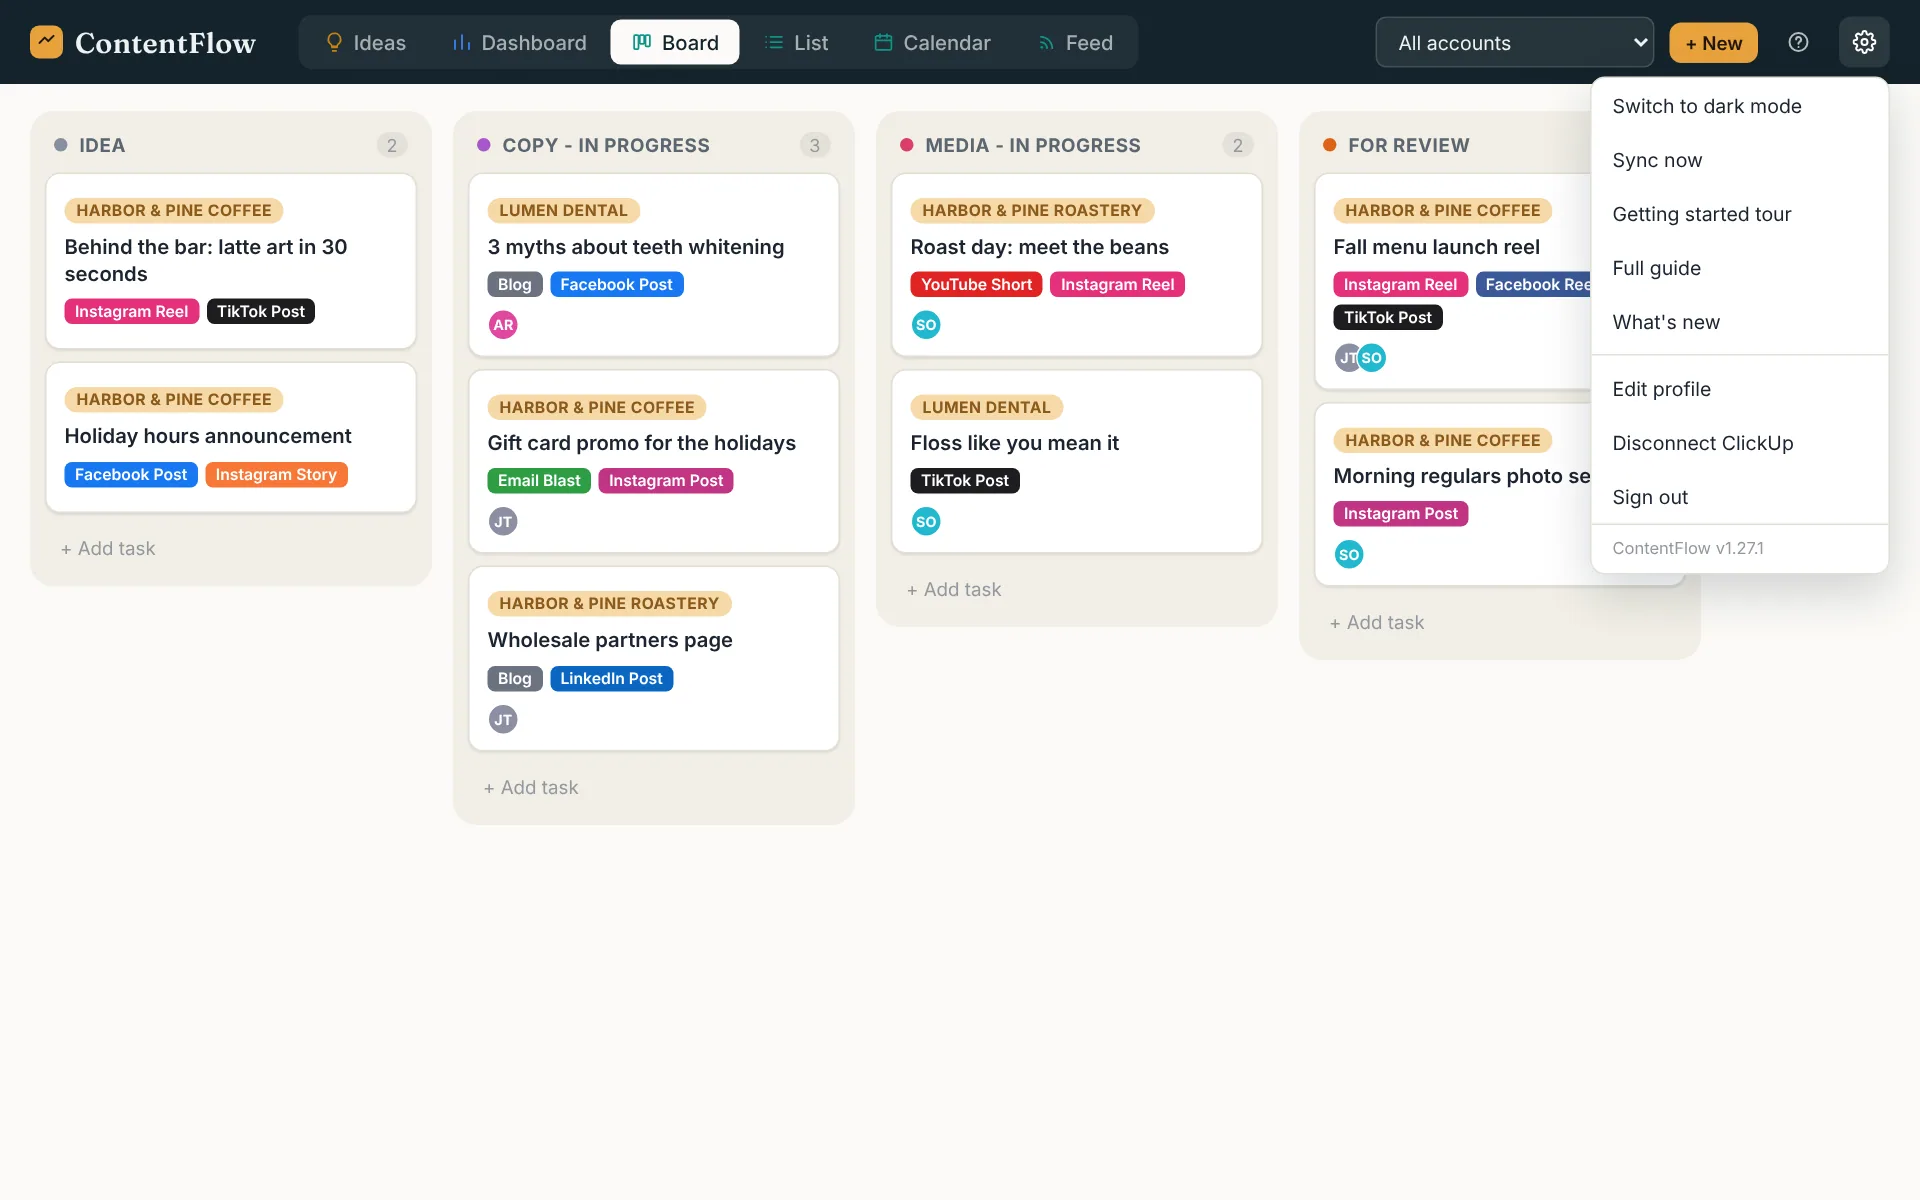 ContentFlow
Ideas
Dashboard
Board
List
Calendar
Feed
All accounts
+ New
IDEA
2
HARBOR & PINE COFFEE
Behind the bar: latte art in 30
seconds
Instagram Reel
TikTok Post
HARBOR & PINE COFFEE
Holiday hours announcement
Facebook Post
Instagram Story
+ Add task
COPY - IN PROGRESS
3
LUMEN DENTAL
3 myths about teeth whitening
Blog
Facebook Post
AR
HARBOR & PINE COFFEE
Gift card promo for the holidays
Email Blast
Instagram Post
JT
HARBOR & PINE ROASTERY
Wholesale partners page
Blog
LinkedIn Post
JT
+ Add task
MEDIA - IN PROGRESS
2
HARBOR & PINE ROASTERY
Roast day: meet the beans
YouTube Short
Instagram Reel
SO
LUMEN DENTAL
Floss like you mean it
TikTok Post
SO
+ Add task
FOR REVIEW
HARBOR & PINE COFFEE
Fall menu launch reel
Instagram Reel
Facebook Ree
TikTok Post
JT
SO
HARBOR & PINE COFFEE
Morning regulars photo se
Instagram Post
SO
+ Add task
Switch to dark mode
Sync now
Getting started tour
Full guide
What's new
Edit profile
Disconnect ClickUp
Sign out
ContentFlow v1.27.1